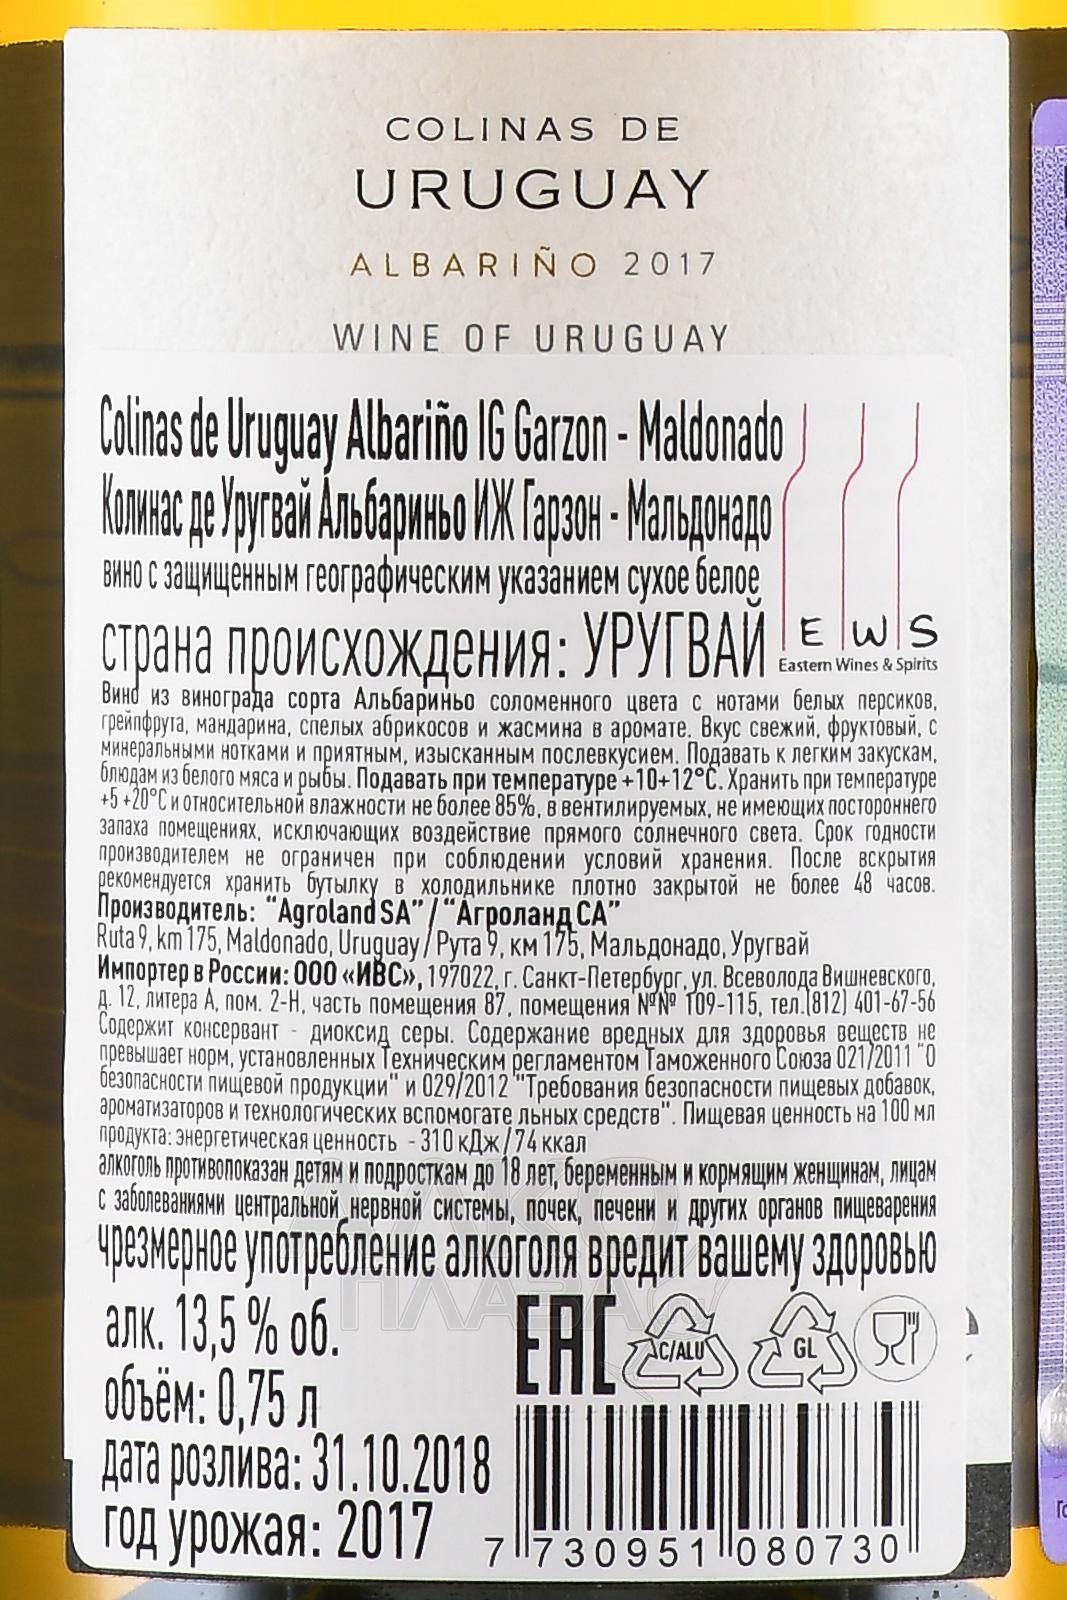 COLINAS DE
URUGUAY
ALBARIÑO 2017
WINE OF URUGUAY
Colinas de Uruguay Albariño IG Garzon - Maldonado
Колинас де Уругвай Альбариньо ИЖ Гарзон - Мальдонадо
вино с защищенным географическим указанием сухое белое
страна происхождения: УРУГВАЙ
E W S
Eastern Wines & Spirits
Вино из винограда сорта Альбариньо соломенного цвета с нотами белых персиков,
грейпфрута, мандарина, спелых абрикосов и жасмина в аромате. Вкус свежий, фруктовый, с
минеральными нотками и приятным, изысканным послевкусием. Подавать к легким закускам,
блюдам из белого мяса и рыбы. Подавать при температуре +10+12°C. Хранить при температуре
+5 +20°C и относительной влажности не более 85%, в вентилируемых, не имеющих постороннего
запаха помещениях, исключающих воздействие прямого солнечного света. Срок годности
производителем не ограничен при соблюдении условий хранения. После вскрытия
рекомендуется хранить бутылку в холодильнике плотно закрытой не более 48 часов.
Производитель: "Agroland SA" / "Агроланд СА"
Ruta 9, km 175, Maldonado, Uruguay / Рута 9, км 175, Мальдонадо, Уругвай
Импортер в России: ООО «ИВС», 197022, г. Санкт-Петербург, ул. Всеволода Вишневского,
д. 12, литера А, пом. 2-Н, часть помещения 87, помещения №№ 109-115, тел.(812) 401-67-56
Содержит консервант - диоксид серы. Содержание вредных для здоровья веществ не
превышает норм, установленных Техническим регламентом Таможенного Союза 021/2011 "О
безопасности пищевой продукции" и 029/2012 "Требования безопасности пищевых добавок,
ароматизаторов и технологических вспомогате льных средств". Пищевая ценность на 100 мл
продукта: энергетическая ценность - 310 кДж / 74 ккал
алкоголь противопоказан детям и подросткам до 18 лет, беременным и кормящим женщинам, лицам
с заболеваниями центральной нервной системы, почек, печени и других органов пищеварения
чрезмерное употребление алкоголя вредит вашему здоровью
алк. 13,5 % об.
EAC
C/ALU
GL
объём: 0,75 л
дата розлива: 31.10.2018
год урожая: 2017
7 730951 080730